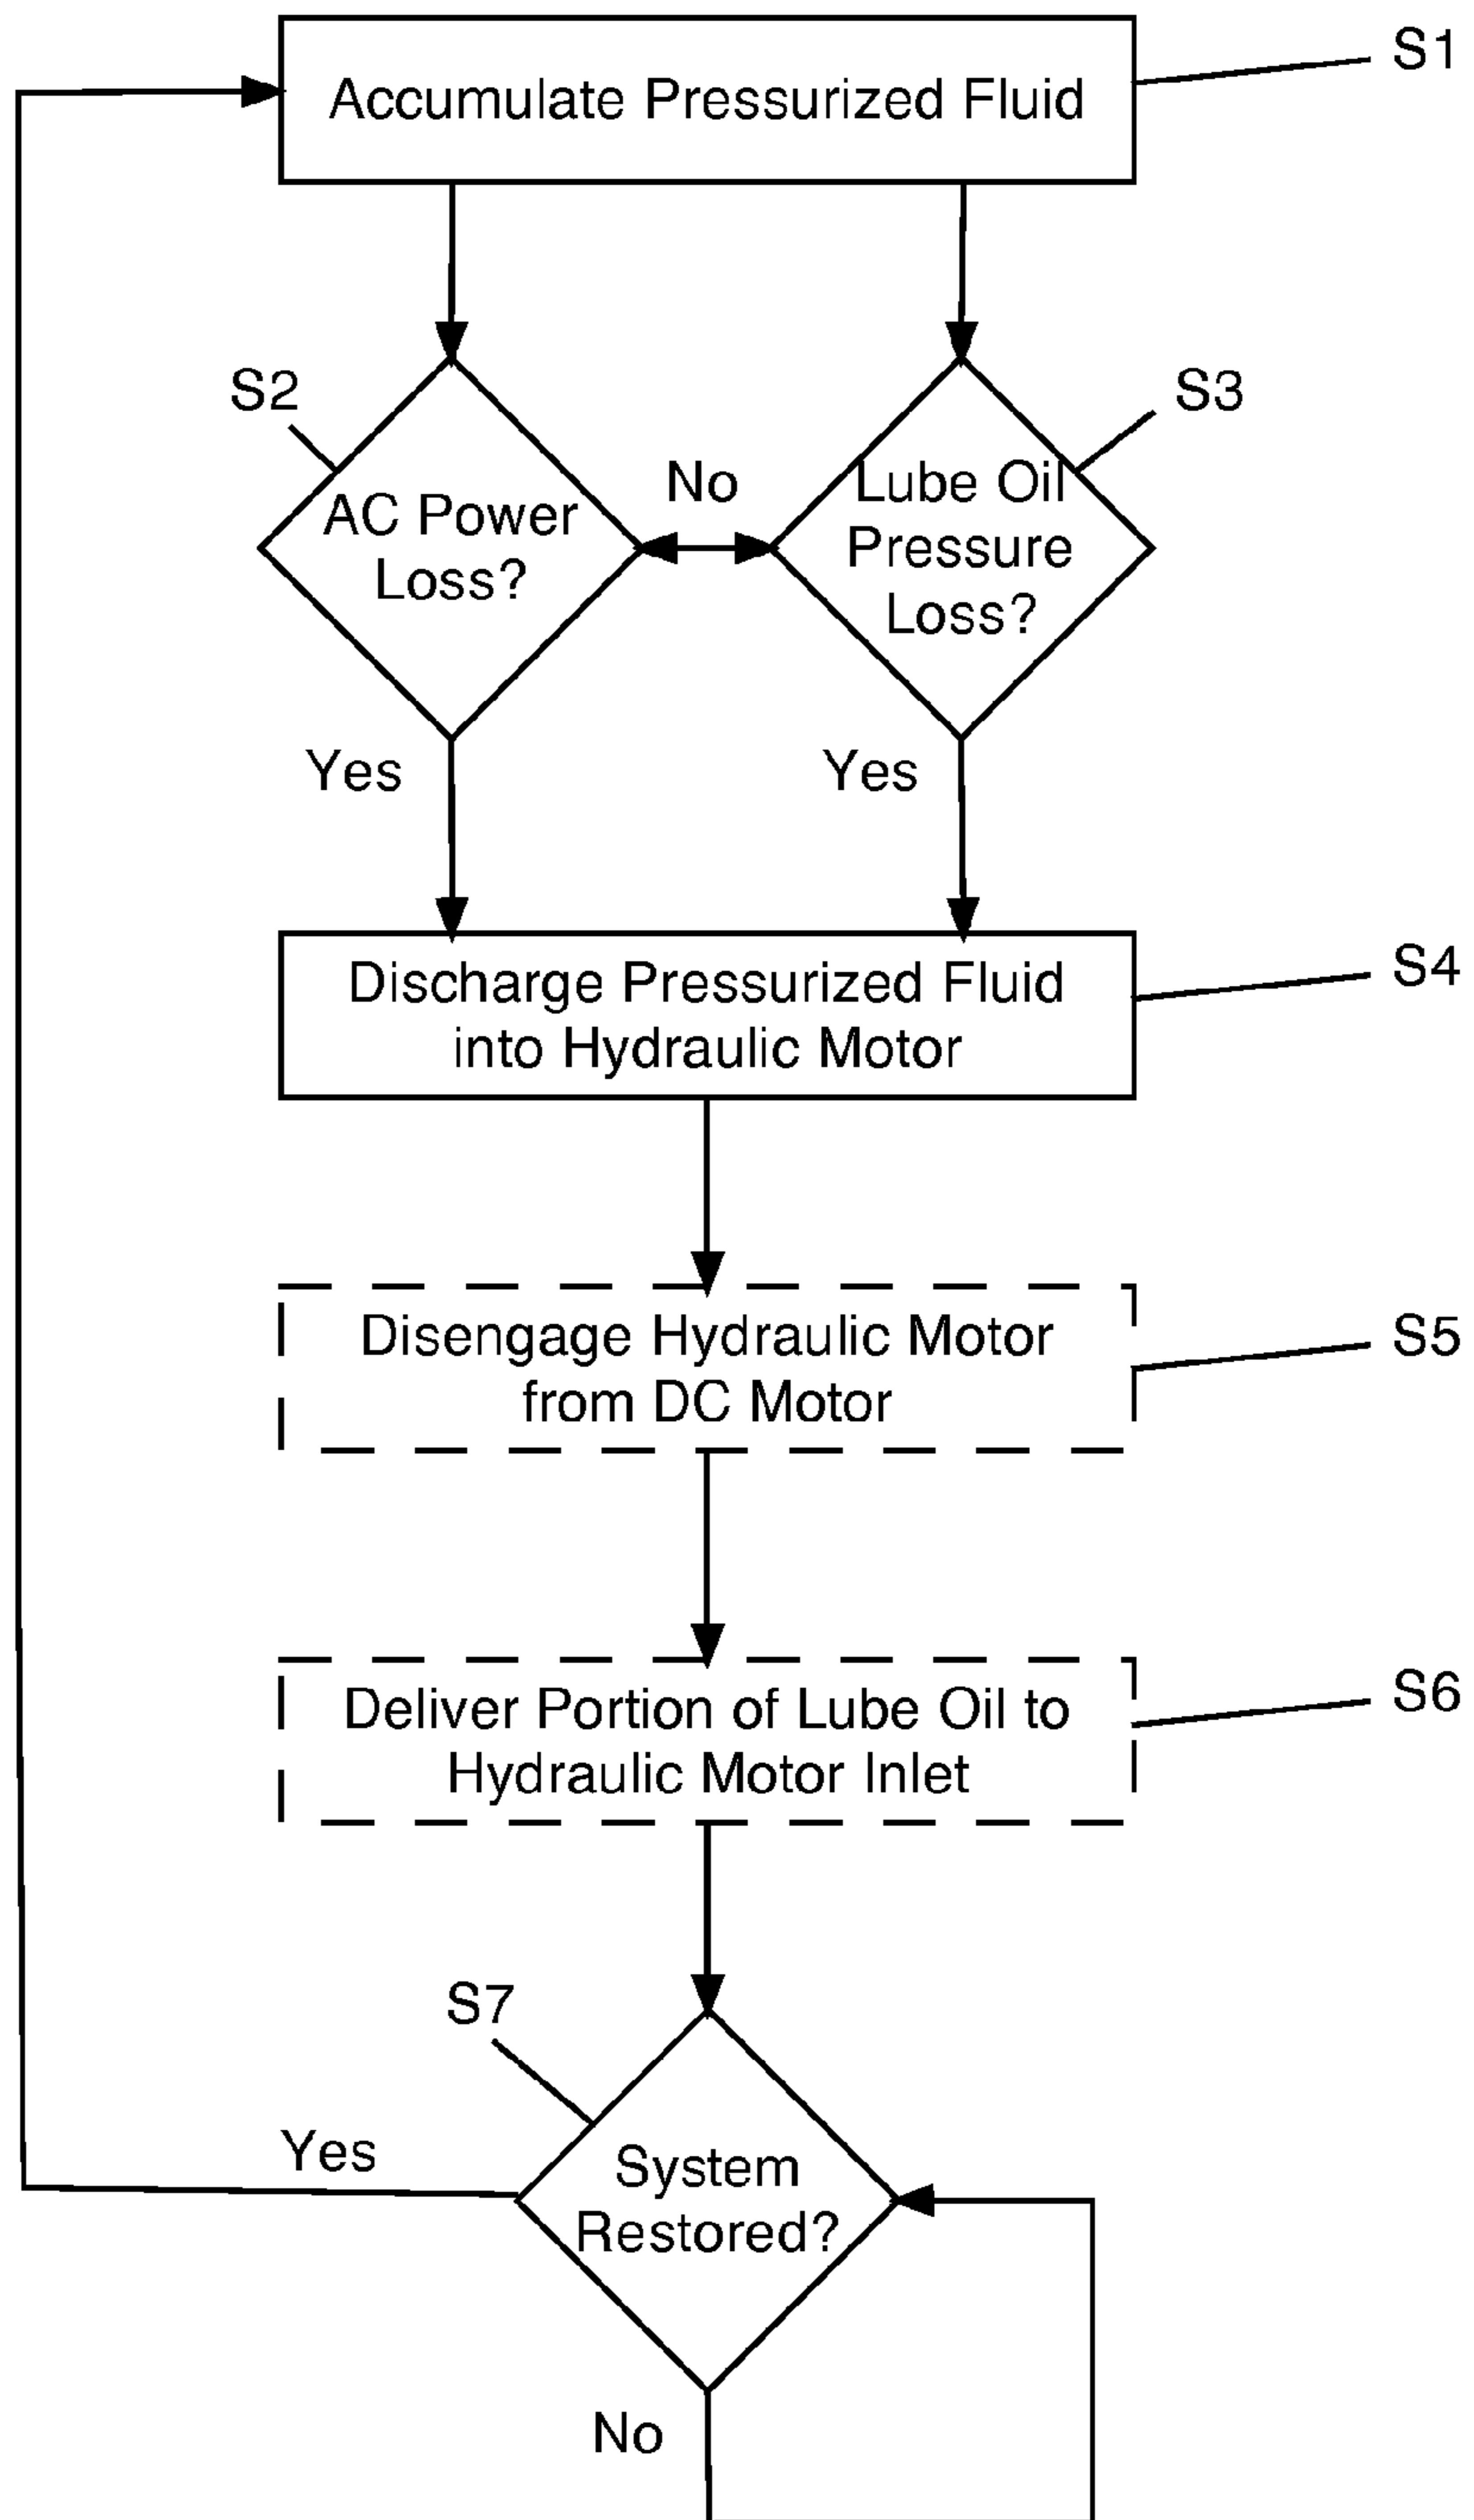 Accumulate Pressurized Fluid
S1
S2
AC Power
Loss?
No
Lube Oil
Pressure
Loss?
S3
Yes
Yes
Discharge Pressurized Fluid
into Hydraulic Motor
S4
Disengage Hydraulic Motor
from DC Motor
S5
Deliver Portion of Lube Oil to
Hydraulic Motor Inlet
S6
S7
System
Restored?
Yes
No